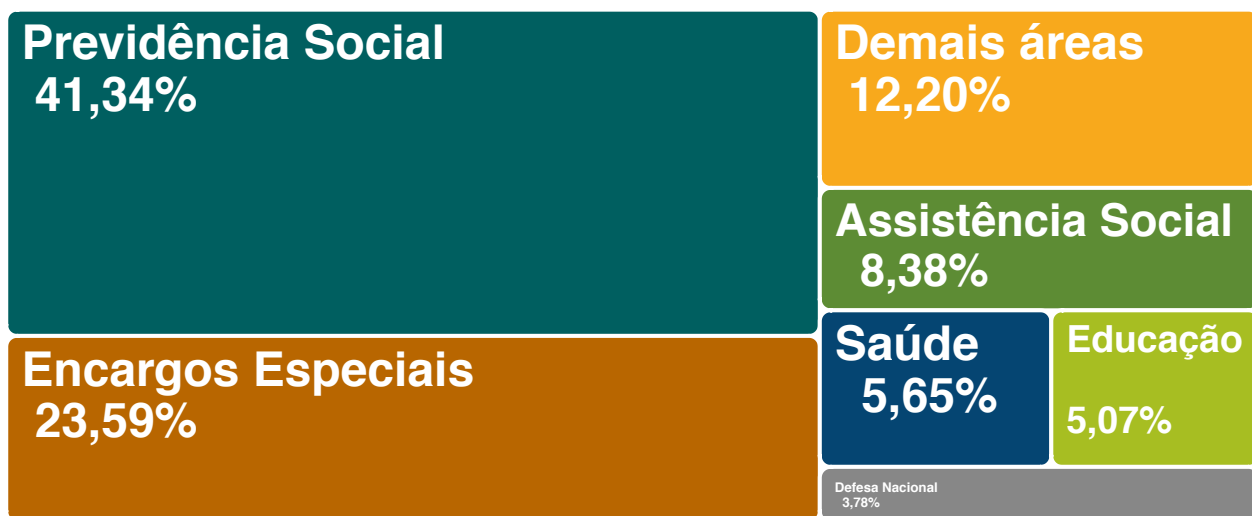 Previdência Social
41,34%
Encargos Especiais
23,59%
Demais áreas
12,20%
Assistência Social
8,38%
Saúde
5,65%
Educação
5,07%
Defesa Nacional
3,78%